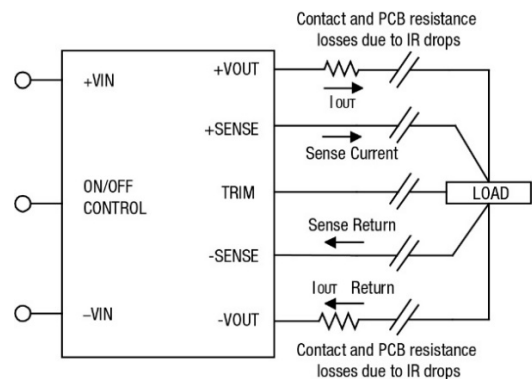 Contact and PCB resistance
losses due to IR drops
+VOUT
+VIN
IOUT
+SENSE
Sense Current
ON/OFF
CONTROL
TRIM
LOAD
Sense Return
-SENSE
IOUT Return
–VIN
-VOUT
Contact and PCB resistance
losses due to IR drops